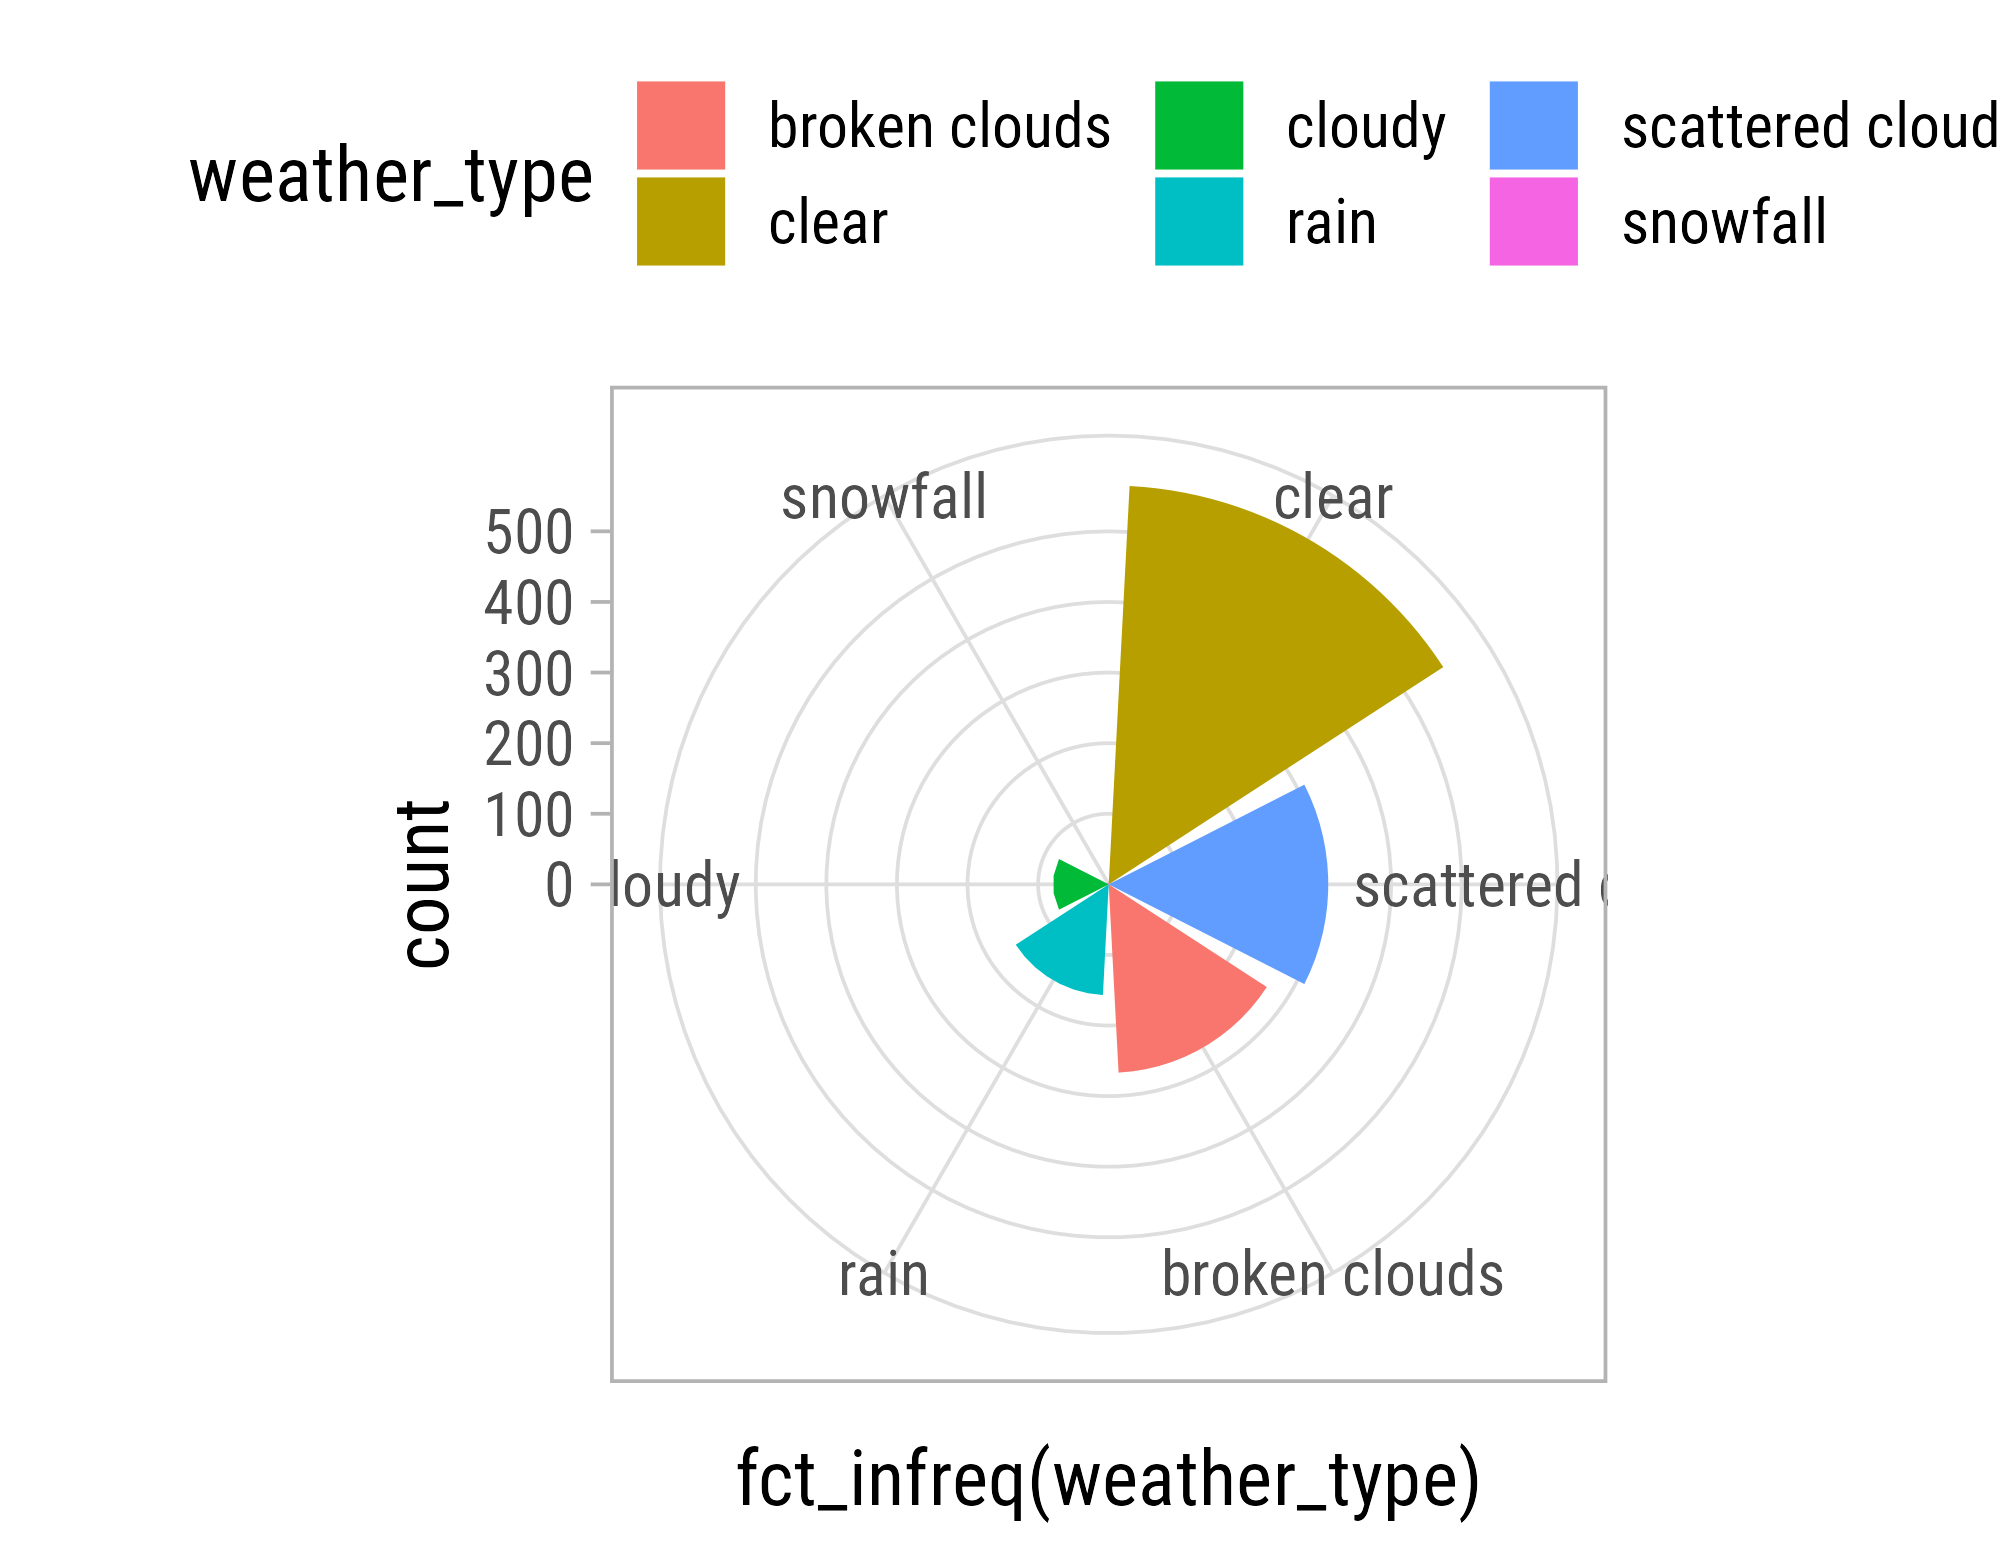 weather_type
broken clouds
cloudy
scattered cloud
clear
rain
snowfall
snowfall
clear
500
400
300
200
100
0
count
loudy
scattered
rain
broken clouds
fct_infreq(weather_type)